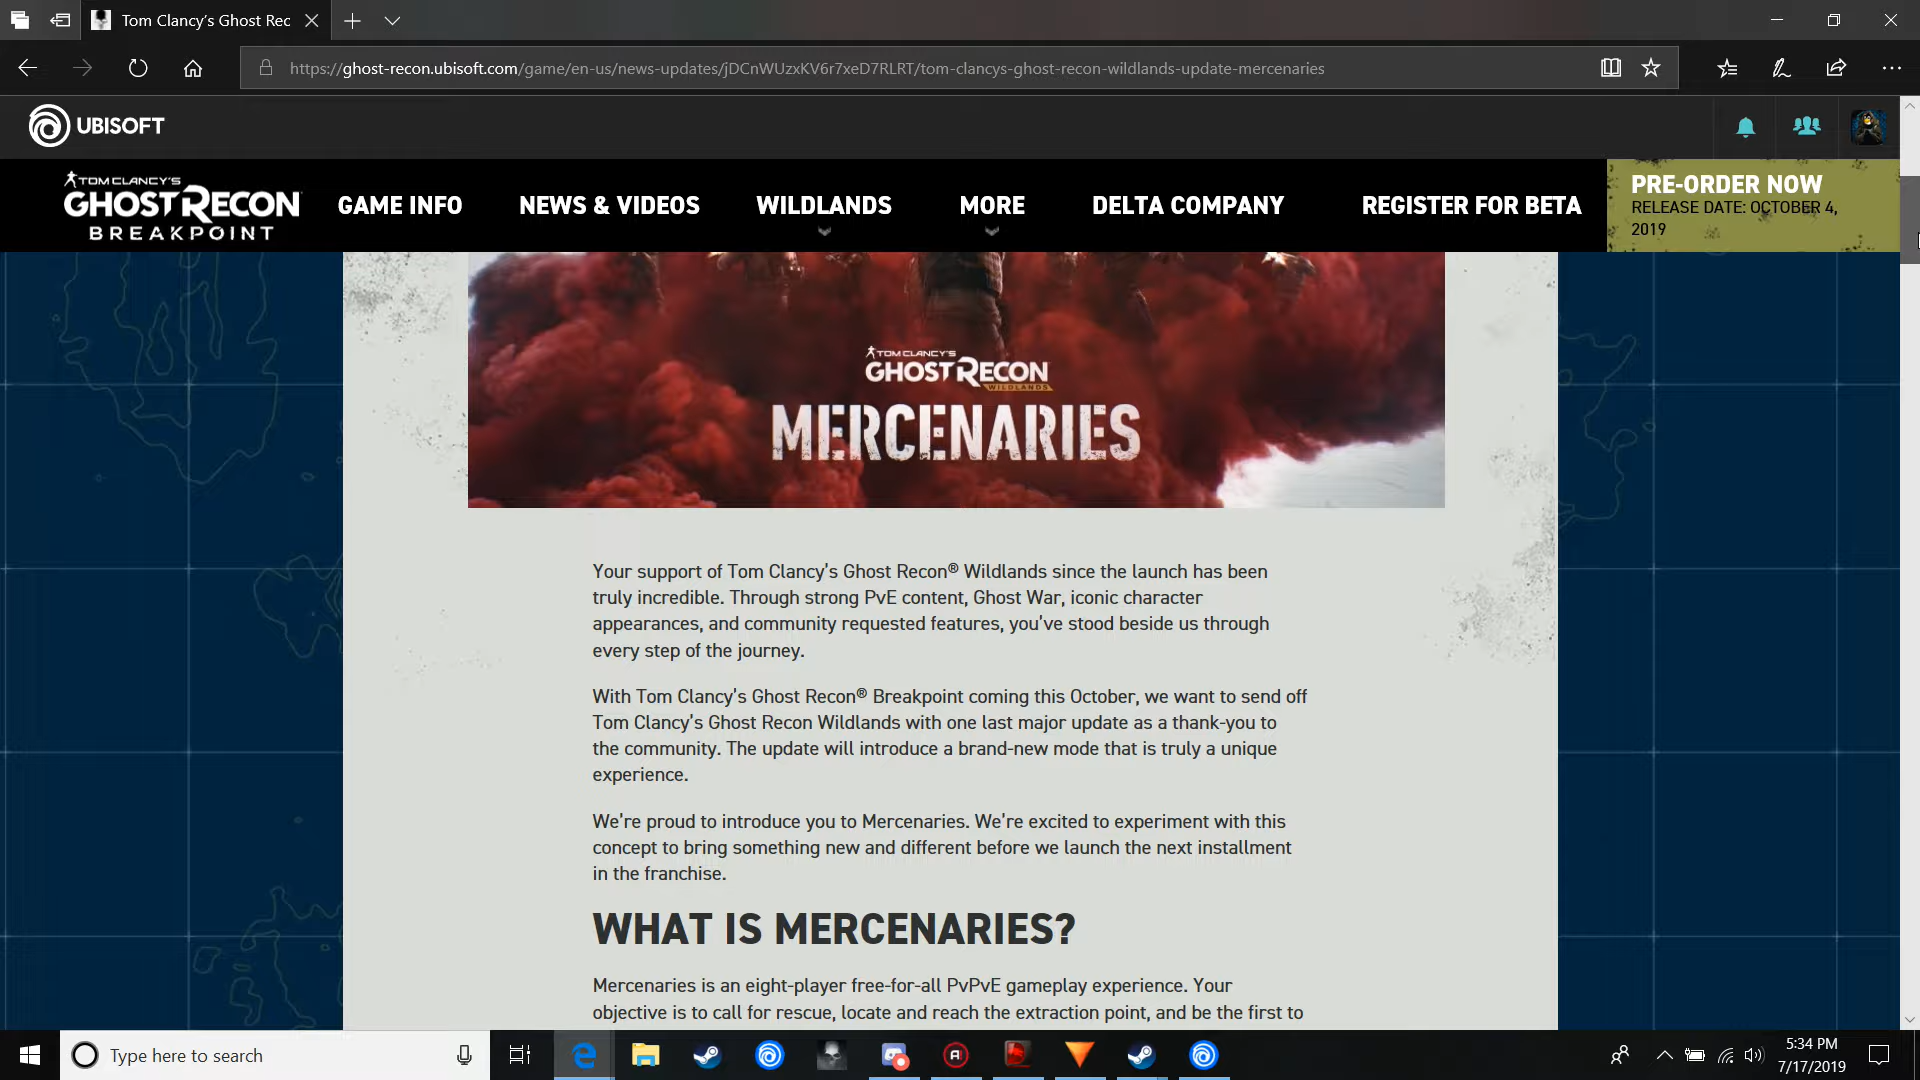 Tom Clancy's Ghost Rec
https://ghost-recon.ubisoft.com/game/en-us/news-updates/jDCnWUzxKV6r7xeD7RLRT/tom-clancys-ghost-recon-wildlands-update-mercenaries
UBISOFT
TOM CLANCY'S
GHOST RECON
BREAKPOINT
GAME INFO
NEWS & VIDEOS
WILDLANDS
MORE
DELTA COMPANY
REGISTER FOR BETA
PRE-ORDER NOW
RELEASE DATE: OCTOBER 4,
2019
TOM CLANCY'S
GHOST RECON
WILDLANDS
MERCENARIES
Your support of Tom Clancy's Ghost Recon® Wildlands since the launch has been
truly incredible. Through strong PvE content, Ghost War, iconic character
appearances, and community requested features, you've stood beside us through
every step of the journey.
With Tom Clancy's Ghost Recon® Breakpoint coming this October, we want to send off
Tom Clancy's Ghost Recon Wildlands with one last major update as a thank-you to
the community. The update will introduce a brand-new mode that is truly a unique
experience.
We're proud to introduce you to Mercenaries. We're excited to experiment with this
concept to bring something new and different before we launch the next installment
in the franchise.
WHAT IS MERCENARIES?
Mercenaries is an eight-player free-for-all PvPvE gameplay experience. Your
objective is to call for rescue, locate and reach the extraction point, and be the first to
Type here to search
5:34 PM
7/17/2019